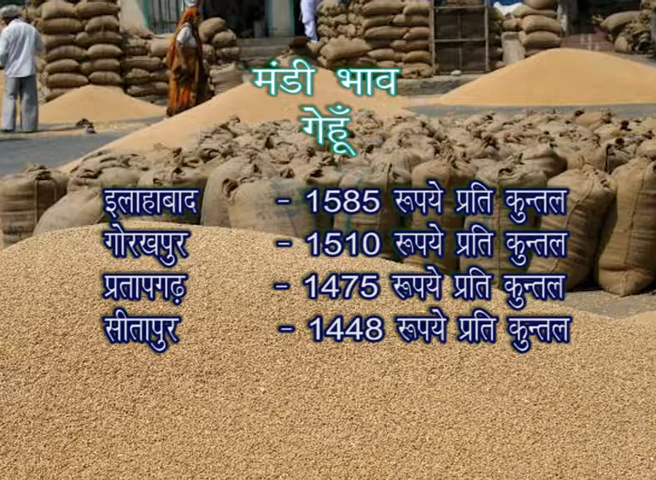 मंडी भाव
गेहूँ
इलाहाबाद - 1585 रूपये प्रति कुन्तल
गोरखपुर - 1510 रूपये प्रति कुन्तल
प्रतापगढ़ - 1475 रूपये प्रति कुन्तल
सीतापुर - 1448 रूपये प्रति कुन्तल